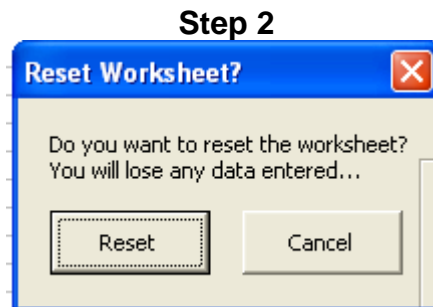 Step 2
Reset Worksheet?
Do you want to reset the worksheet?
You will lose any data entered...
Reset
Cancel